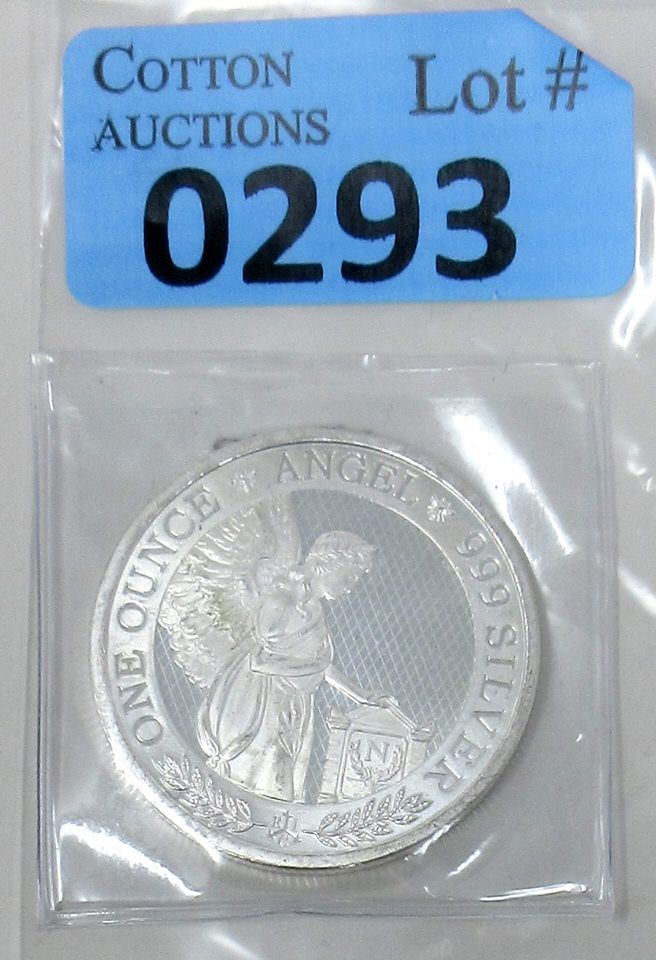 COTTON
AUCTIONS
Lot #
0293
ONE OUNCE * ANGEL * 999 SILVER
N